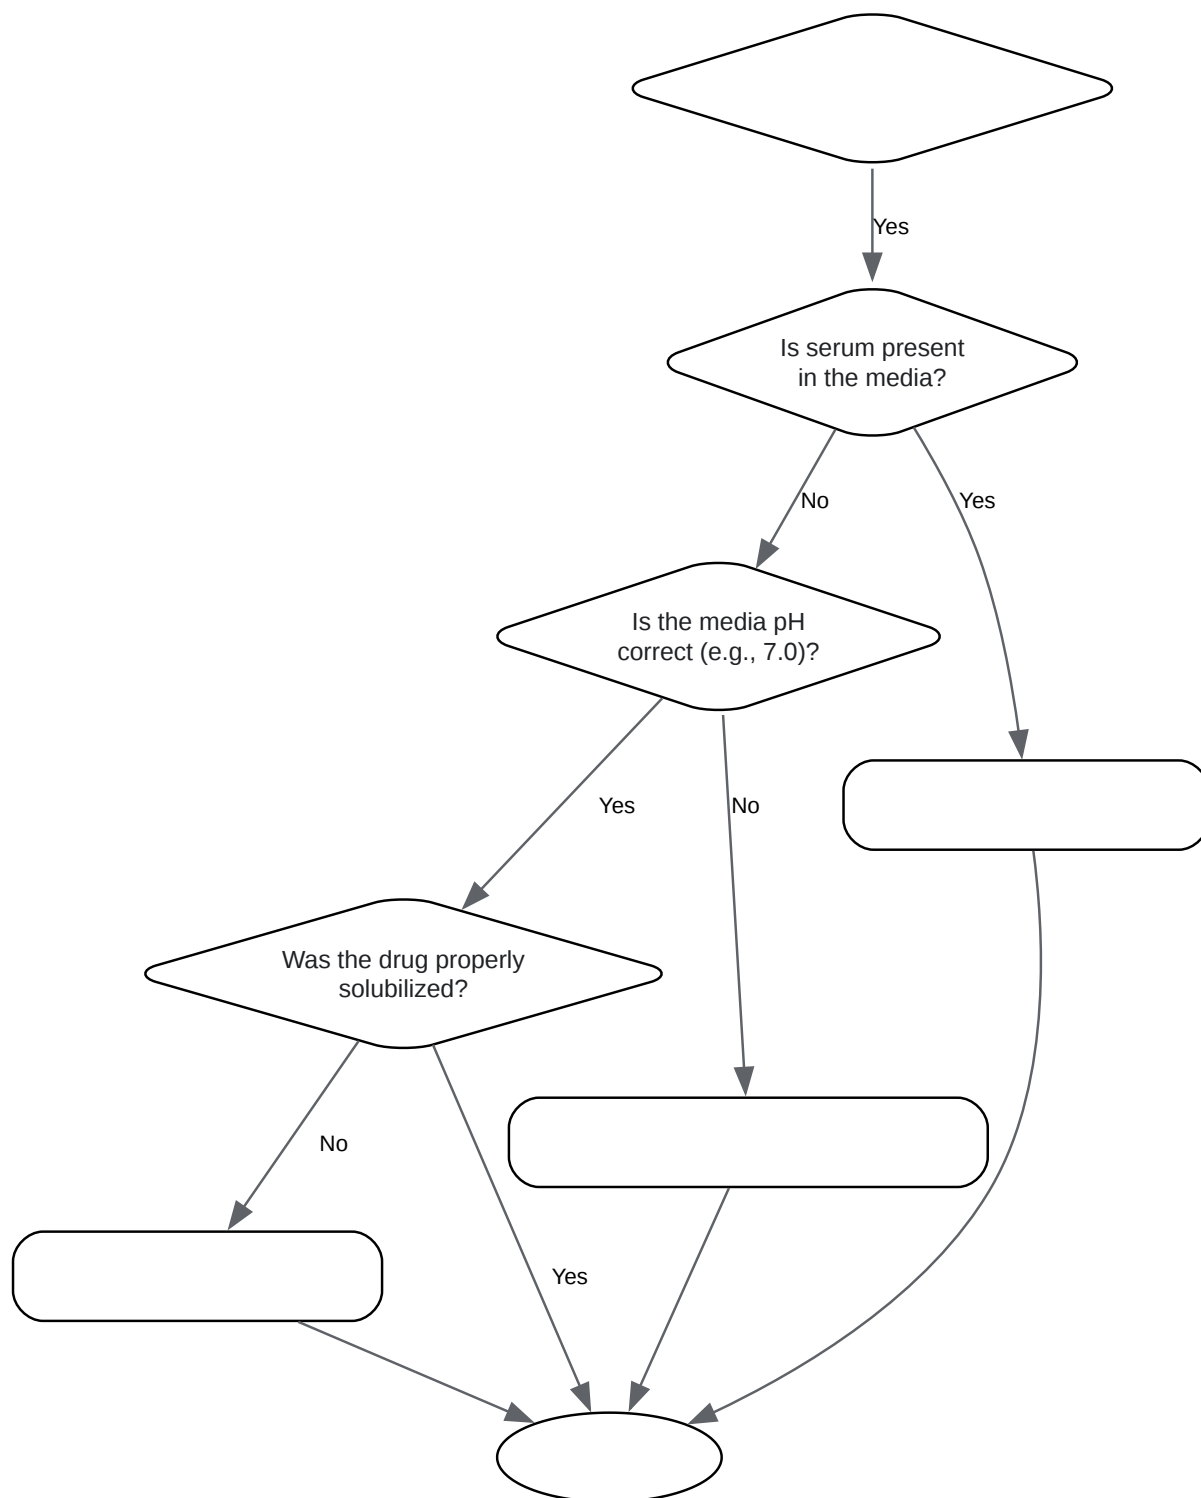 Yes
Is serum present
in the media?
No
Yes
Is the media pH
correct (e.g., 7.0)?
Yes
No
Was the drug properly
solubilized?
No
Yes